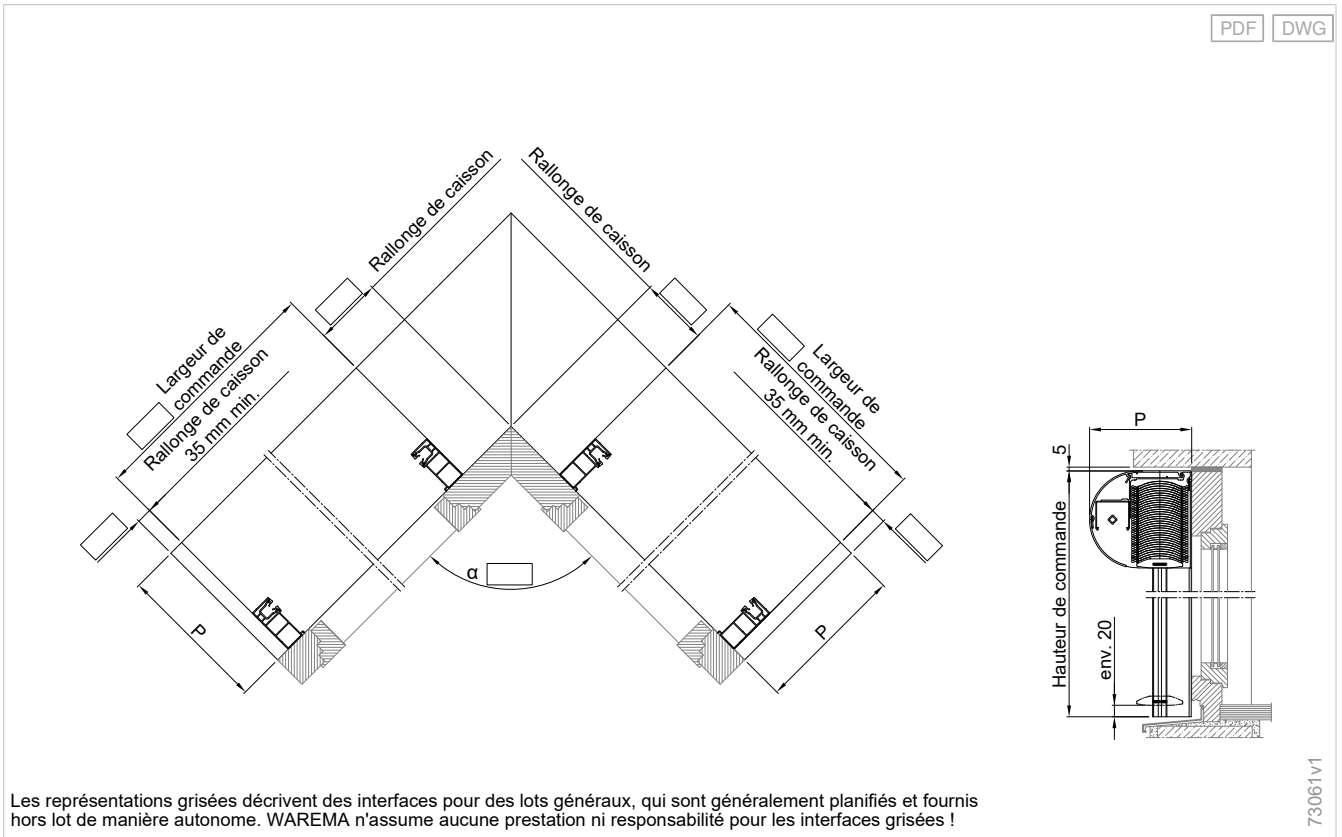 PDF DWG
Rallonge de caisson
Rallonge de caisson
Largeur de
commande
Rallonge de caisson
35 mm min.
Largeur de
commande
Rallonge de caisson
35 mm min.
α
P
P
P
5
Hauteur de commande
env. 20
73061v1
Les représentations grisées décrivent des interfaces pour des lots généraux, qui sont généralement planifiés et fournis
hors lot de manière autonome. WAREMA n'assume aucune prestation ni responsabilité pour les interfaces grisées !